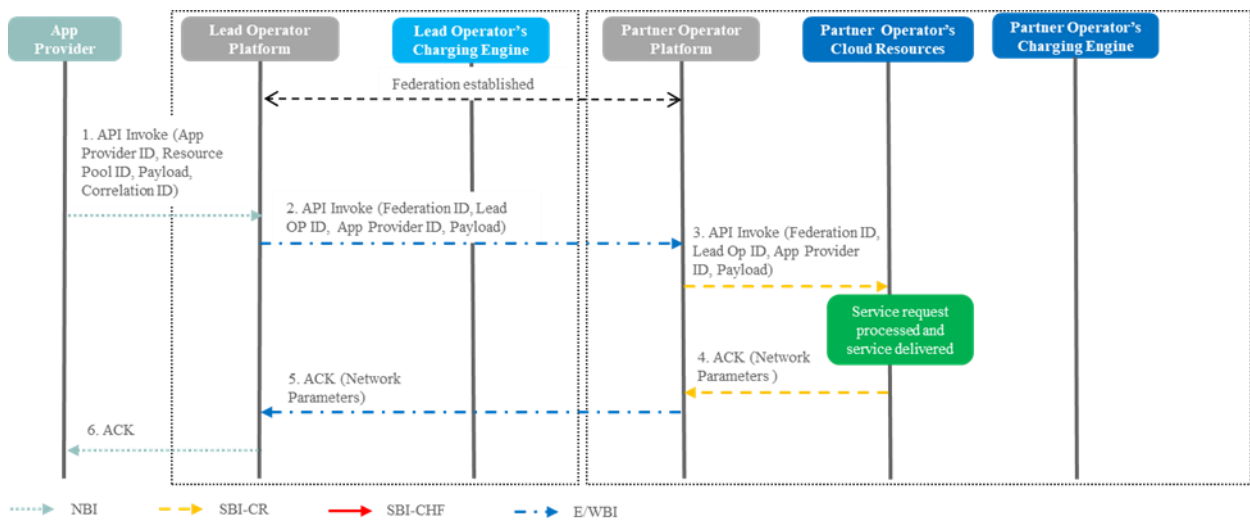 App
Provider
Lead Operator
Platform
Lead Operator's
Charging Engine
Partner Operator
Platform
Partner Operator's
Cloud Resources
Partner Operator's
Charging Engine
Federation established
1. API Invoke (App
Provider ID, Resource
Pool ID, Payload,
Correlation ID)
2. API Invoke (Federation ID, Lead
OP ID, App Provider ID, Payload)
3. API Invoke (Federation ID,
Lead Op ID, App Provider
ID, Payload)
Service request
processed and
service delivered
4. ACK (Network
Parameters )
5. ACK (Network
Parameters)
6. ACK
NBI
SBI-CR
SBI-CHF
E/WBI